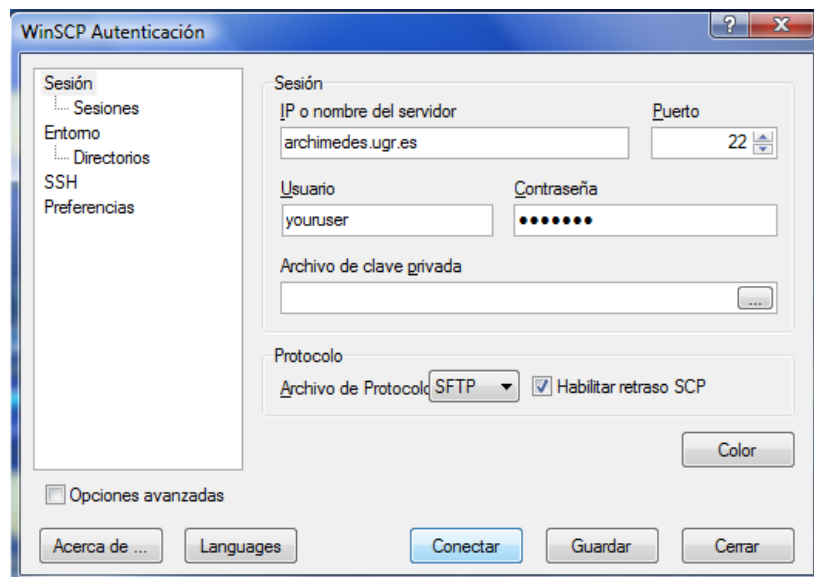 WinSCP Autenticación
Sesión
Sesiones
Entorno
Directorios
SSH
Preferencias
Sesión
IP o nombre del servidor
Puerto
archimedes.ugr.es
22
Usuario
Contraseña
youruser
•••••••
Archivo de clave privada
...
Protocolo
Archivo de Protocolo SFTP
Habilitar retraso SCP
Color
Opciones avanzadas
Acerca de ...
Languages
Conectar
Guardar
Cerrar